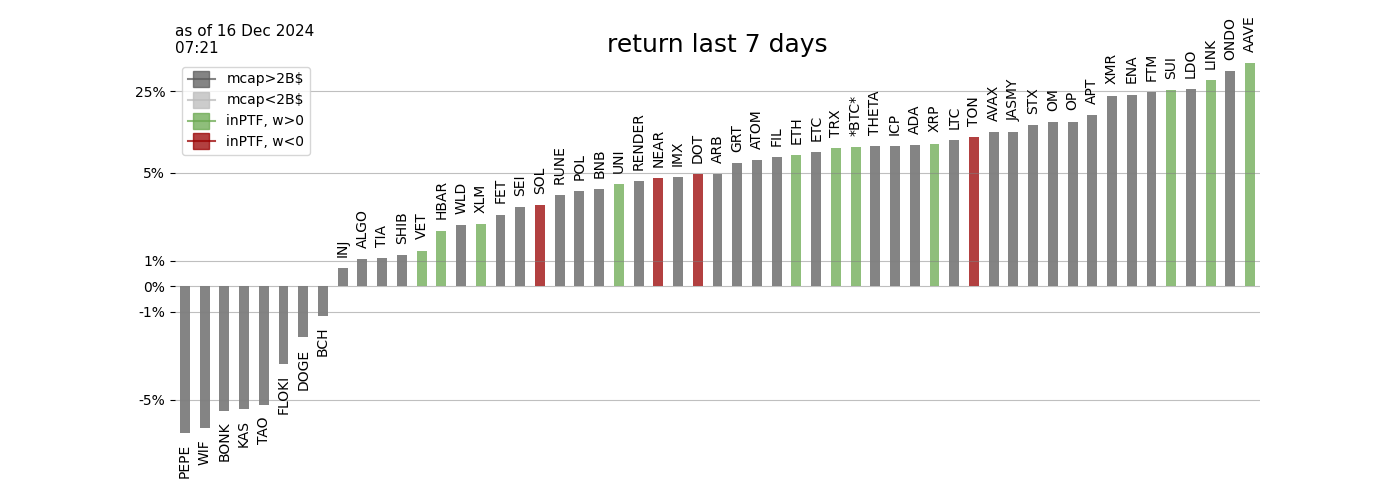 as of 16 Dec 2024
07:21
return last 7 days
mcap>2B$
mcap<2B$
inPTF, w>0
inPTF, w<0
25%
5%
1%
0%
-1%
-5%
PEPE
WIF
BONK
KAS
TAO
FLOKI
DOGE
BCH
INJ
ALGO
TIA
SHIB
VET
HBAR
WLD
XLM
FET
SEI
SOL
RUNE
POL
BNB
UNI
RENDER
NEAR
IMX
DOT
ARB
GRT
ATOM
FIL
ETH
ETC
TRX
*BTC*
THETA
ICP
ADA
XRP
LTC
TON
AVAX
JASMY
STX
OM
OP
APT
XMR
ENA
FTM
SUI
LDO
LINK
ONDO
AAVE